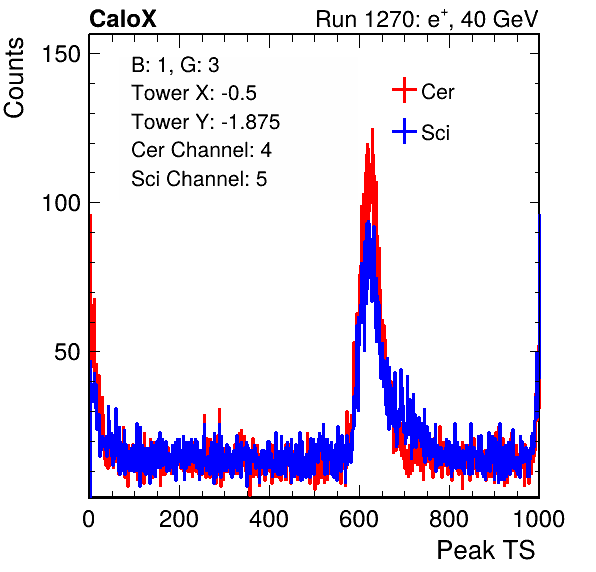 CaloX
Run 1270: e+, 40 GeV
Counts
150
100
50
B: 1, G: 3
Tower X: -0.5
Tower Y: -1.875
Cer Channel: 4
Sci Channel: 5
Cer
Sci
0 200 400 600 800 1000
Peak TS